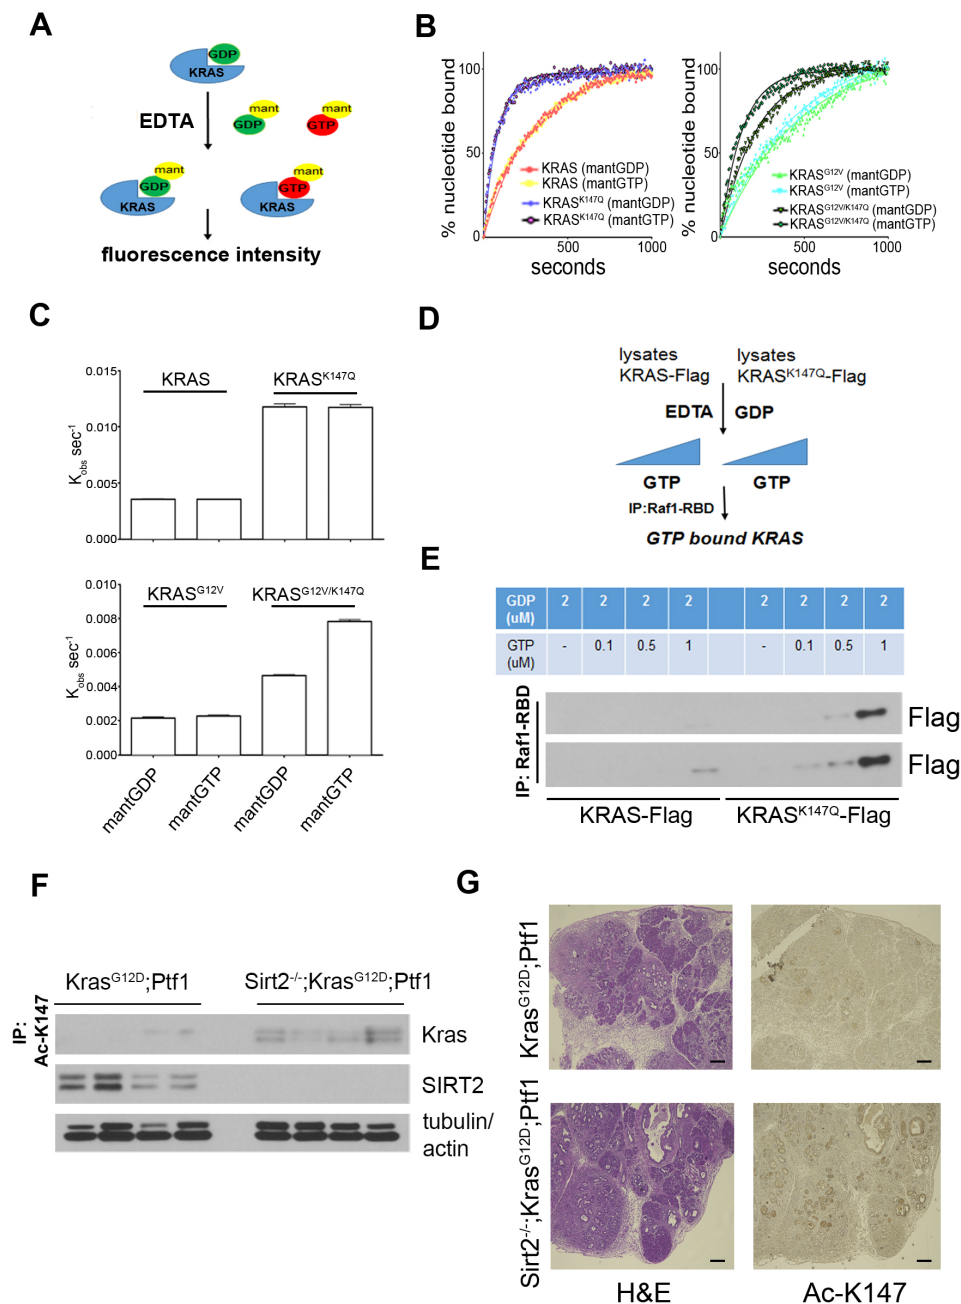 A
GDP
KRAS
EDTA
mant
GDP
mant
GTP
mant
GDP
KRAS
mant
GTP
KRAS
fluorescence intensity
B
% nucleotide bound
100
50
0
500
1000
seconds
KRAS (mantGDP)
KRAS (mantGTP)
KRASK147Q (mantGDP)
KRASK147Q (mantGTP)
% nucleotide bound
100
50
0
500
1000
seconds
KRASG12V (mantGDP)
KRASG12V (mantGTP)
KRASG12V/K147Q (mantGDP)
KRASG12V/K147Q (mantGTP)
C
Kobs sec-1
0.015
0.010
0.005
0.000
KRAS
KRASK147Q
Kobs sec-1
0.010
0.008
0.006
0.004
0.002
0.000
KRASG12V
KRASG12V/K147Q
mantGDP
mantGTP
mantGDP
mantGTP
D
lysates
KRAS-Flag
lysates
KRASK147Q-Flag
EDTA
GDP
GTP
GTP
IP:Raf1-RBD
GTP bound KRAS
E
GDP (uM) 2 2 2 2 2 2 2 2
GTP (uM) - 0.1 0.5 1 - 0.1 0.5 1
IP: Raf1-RBD
Flag
Flag
KRAS-Flag
KRASK147Q-Flag
F
KrasG12D;Ptf1
Sirt2-/-;KrasG12D;Ptf1
IP:
Ac-K147
Kras
SIRT2
tubulin/
actin
G
KrasG12D;Ptf1
Sirt2-/-;KrasG12D;Ptf1
H&E
Ac-K147